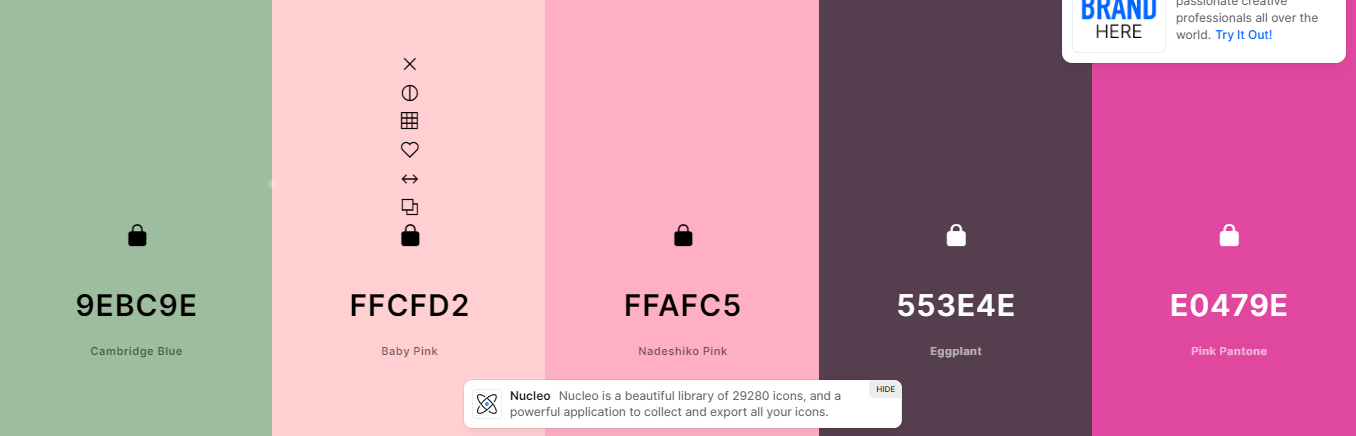 BRAND
HERE
passionate creative
professionals all over the
world. Try It Out!
9EBC9E
Cambridge Blue
FFCFD2
Baby Pink
FFAFC5
Nadeshiko Pink
553E4E
Eggplant
E0479E
Pink Pantone
Nucleo Nucleo is a beautiful library of 29280 icons, and a
powerful application to collect and export all your icons.
HIDE